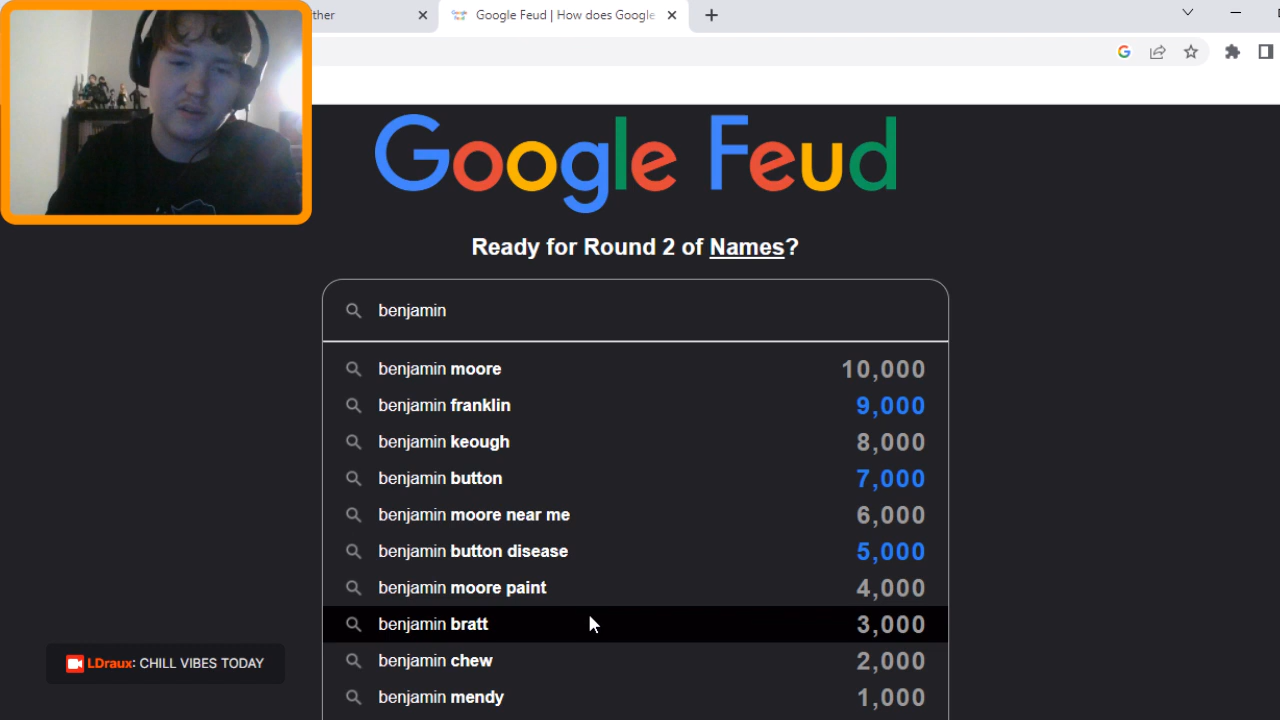 ther
Google Feud | How does Google
Google Feud
Ready for Round 2 of Names?
benjamin
benjamin moore 10,000
benjamin franklin 9,000
benjamin keough 8,000
benjamin button 7,000
benjamin moore near me 6,000
benjamin button disease 5,000
benjamin moore paint 4,000
benjamin bratt 3,000
benjamin chew 2,000
benjamin mendy 1,000
LDraux: CHILL VIBES TODAY